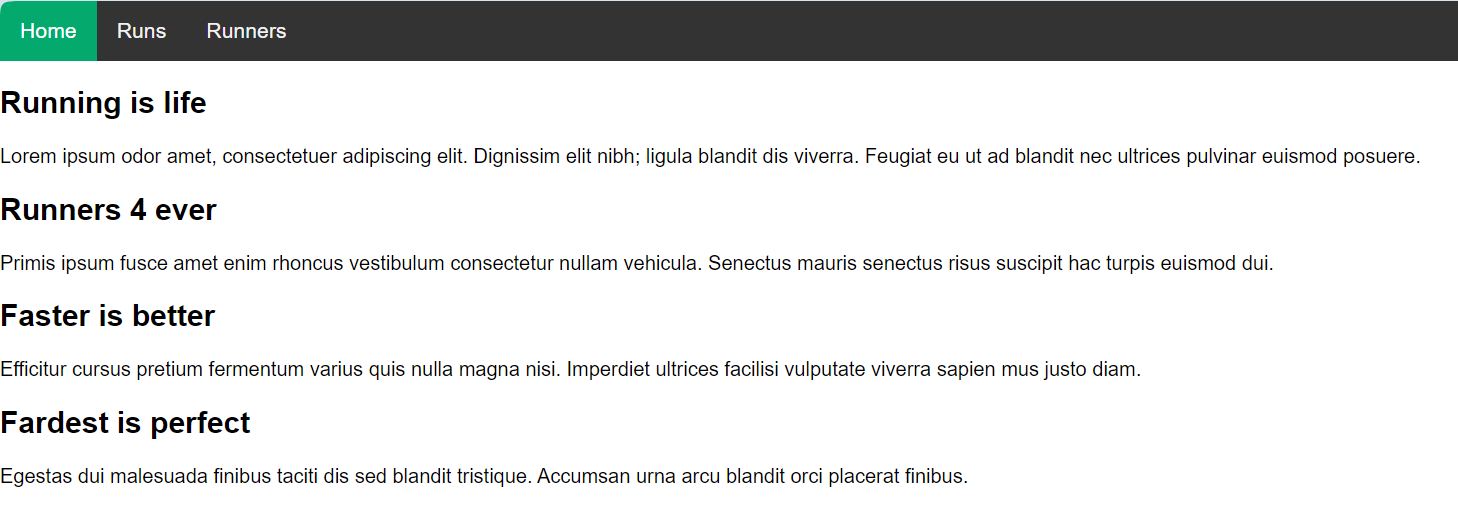 Home Runs Runners
Running is life
Lorem ipsum odor amet, consectetuer adipiscing elit. Dignissim elit nibh; ligula blandit dis viverra. Feugiat eu ut ad blandit nec ultrices pulvinar euismod posuere.
Runners 4 ever
Primis ipsum fusce amet enim rhoncus vestibulum consectetur nullam vehicula. Senectus mauris senectus risus suscipit hac turpis euismod dui.
Faster is better
Efficitur cursus pretium fermentum varius quis nulla magna nisi. Imperdiet ultrices facilisi vulputate viverra sapien mus justo diam.
Fardest is perfect
Egestas dui malesuada finibus taciti dis sed blandit tristique. Accumsan urna arcu blandit orci placerat finibus.